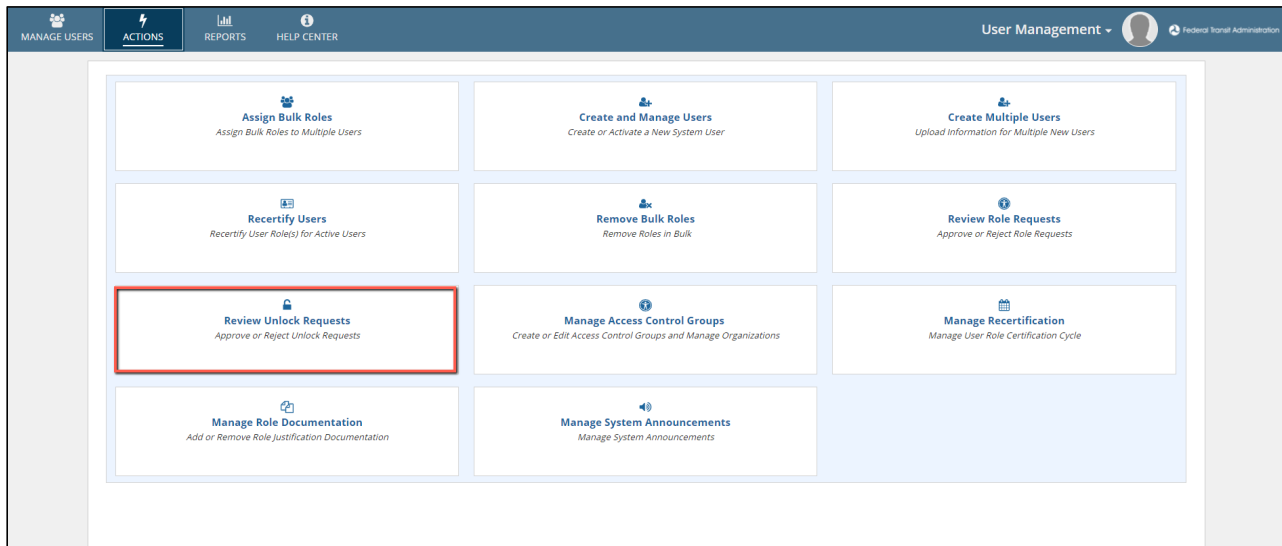 MANAGE USERS
ACTIONS
REPORTS
HELP CENTER
User Management
Federal Transit Administration
Assign Bulk Roles
Assign Bulk Roles to Multiple Users
Create and Manage Users
Create or Activate a New System User
Create Multiple Users
Upload Information for Multiple New Users
Recertify Users
Recertify User Role(s) for Active Users
Remove Bulk Roles
Remove Roles in Bulk
Review Role Requests
Approve or Reject Role Requests
Review Unlock Requests
Approve or Reject Unlock Requests
Manage Access Control Groups
Create or Edit Access Control Groups and Manage Organizations
Manage Recertification
Manage User Role Certification Cycle
Manage Role Documentation
Add or Remove Role Justification Documentation
Manage System Announcements
Manage System Announcements